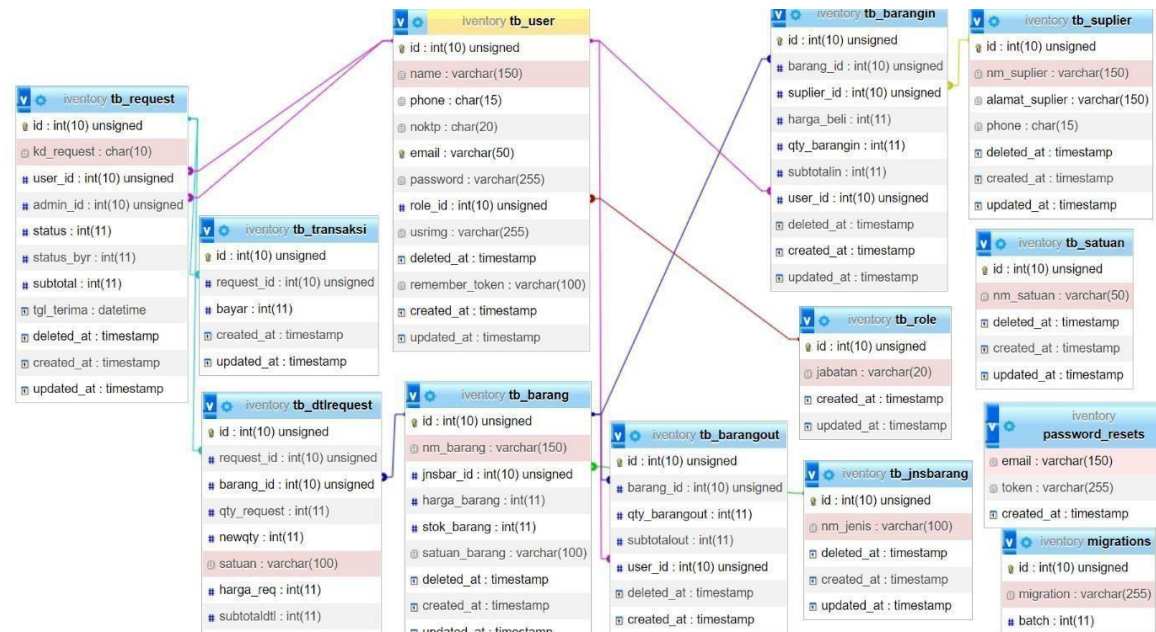 iventory tb_request
id : int(10) unsigned
kd_request : char(10)
user_id : int(10) unsigned
admin_id : int(10) unsigned
status : int(11)
status_byr : int(11)
subtotal : int(11)
tgl_terima : datetime
deleted_at : timestamp
created_at : timestamp
updated_at : timestamp
iventory tb_transaksi
id : int(10) unsigned
request_id : int(10) unsigned
bayar : int(11)
created_at : timestamp
updated_at : timestamp
iventory tb_dtlrequest
id : int(10) unsigned
request_id : int(10) unsigned
barang_id : int(10) unsigned
qty_request : int(11)
newqty : int(11)
satuan : varchar(100)
harga_req : int(11)
subtotaldtl : int(11)
iventory tb_user
id : int(10) unsigned
name : varchar(150)
phone : char(15)
noktp : char(20)
email : varchar(50)
password : varchar(255)
role_id : int(10) unsigned
usrimg : varchar(255)
deleted_at : timestamp
remember_token : varchar(100)
created_at : timestamp
updated_at : timestamp
iventory tb_barang
id : int(10) unsigned
nm_barang : varchar(150)
jnsbar_id : int(10) unsigned
harga_barang : int(11)
stok_barang : int(11)
satuan_barang : varchar(100)
deleted_at : timestamp
created_at : timestamp
updated_at : timestamp
iventory tb_barangout
id : int(10) unsigned
barang_id : int(10) unsigned
qty_barangout : int(11)
subtotalout : int(11)
user_id : int(10) unsigned
deleted_at : timestamp
created_at : timestamp
iventory tb_barangin
id : int(10) unsigned
barang_id : int(10) unsigned
suplier_id : int(10) unsigned
harga_beli : int(11)
qty_barangin : int(11)
subtotalin : int(11)
user_id : int(10) unsigned
deleted_at : timestamp
created_at : timestamp
updated_at : timestamp
iventory tb_role
id : int(10) unsigned
jabatan : varchar(20)
created_at : timestamp
updated_at : timestamp
iventory tb_jnsbarang
id : int(10) unsigned
nm_jenis : varchar(100)
deleted_at : timestamp
created_at : timestamp
updated_at : timestamp
iventory tb_suplier
id : int(10) unsigned
nm_suplier : varchar(150)
alamat_suplier : varchar(150)
phone : char(15)
deleted_at : timestamp
created_at : timestamp
updated_at : timestamp
iventory tb_satuan
id : int(10) unsigned
nm_satuan : varchar(50)
deleted_at : timestamp
created_at : timestamp
updated_at : timestamp
iventory
password_resets
email : varchar(150)
token : varchar(255)
created_at : timestamp
iventory migrations
id : int(10) unsigned
migration : varchar(255)
batch : int(11)